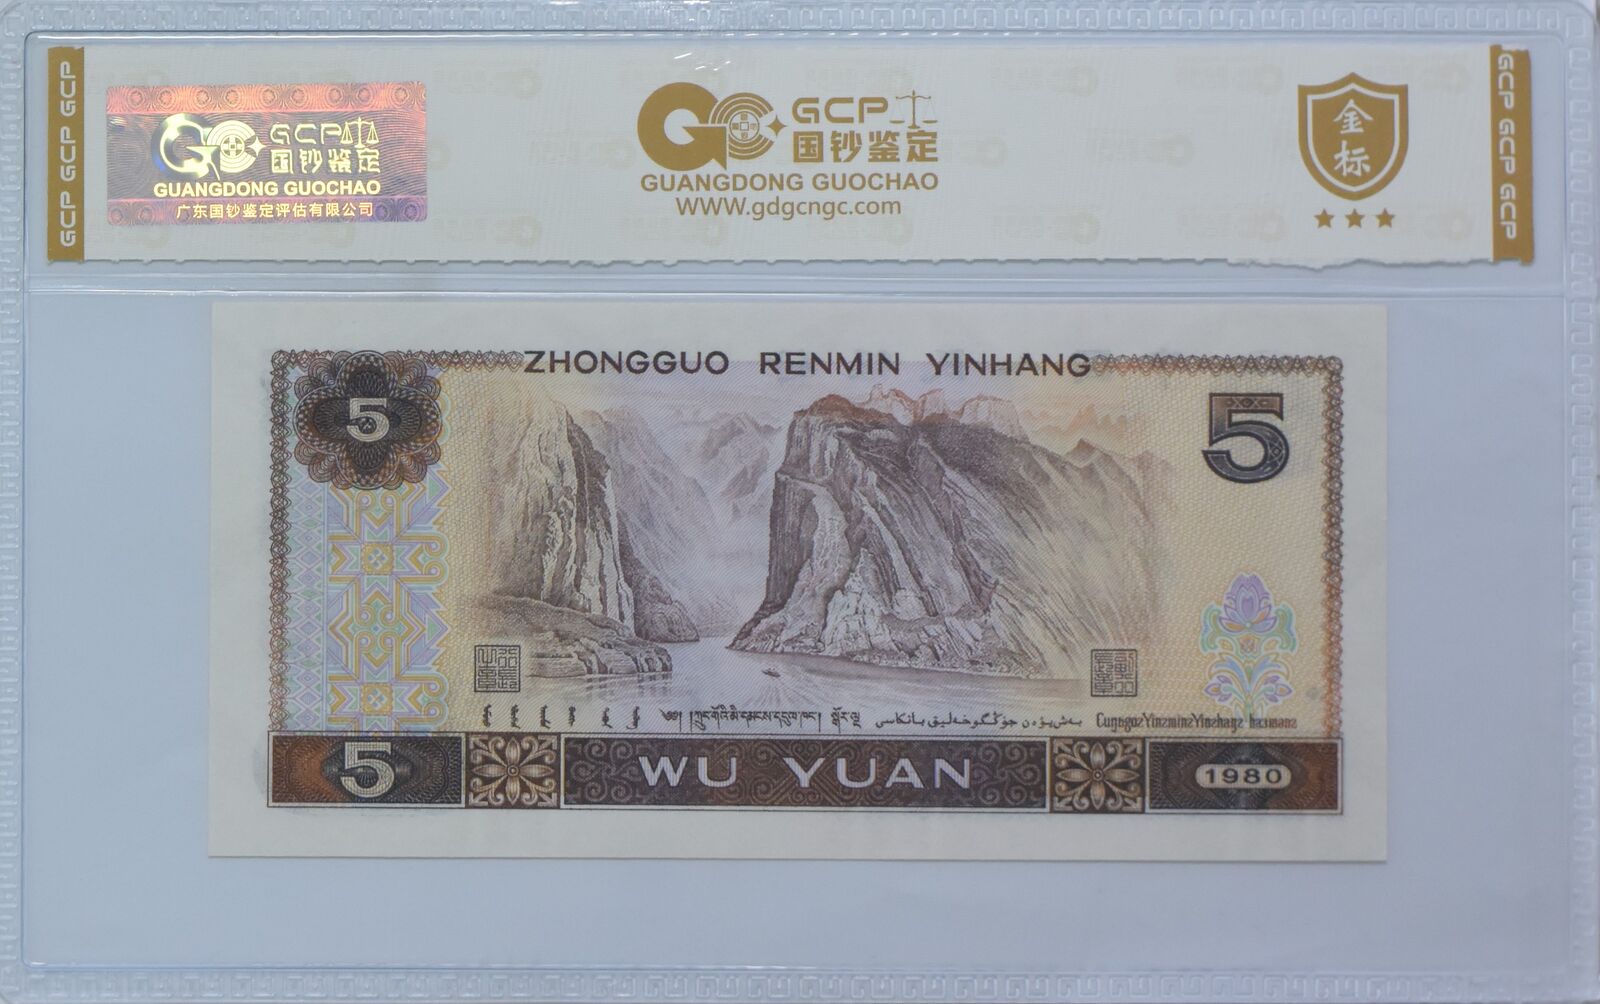 GCP GCP GCP
GCP
国钞鉴定
GUANGDONG GUOCHAO
广东国钞鉴定评估有限公司
GCP
国钞鉴定
GUANGDONG GUOCHAO
WWW.gdgcngc.com
金标
GCP GCP GCP
ZHONGGUO RENMIN YINHANG
5
5
5
WU YUAN
1980